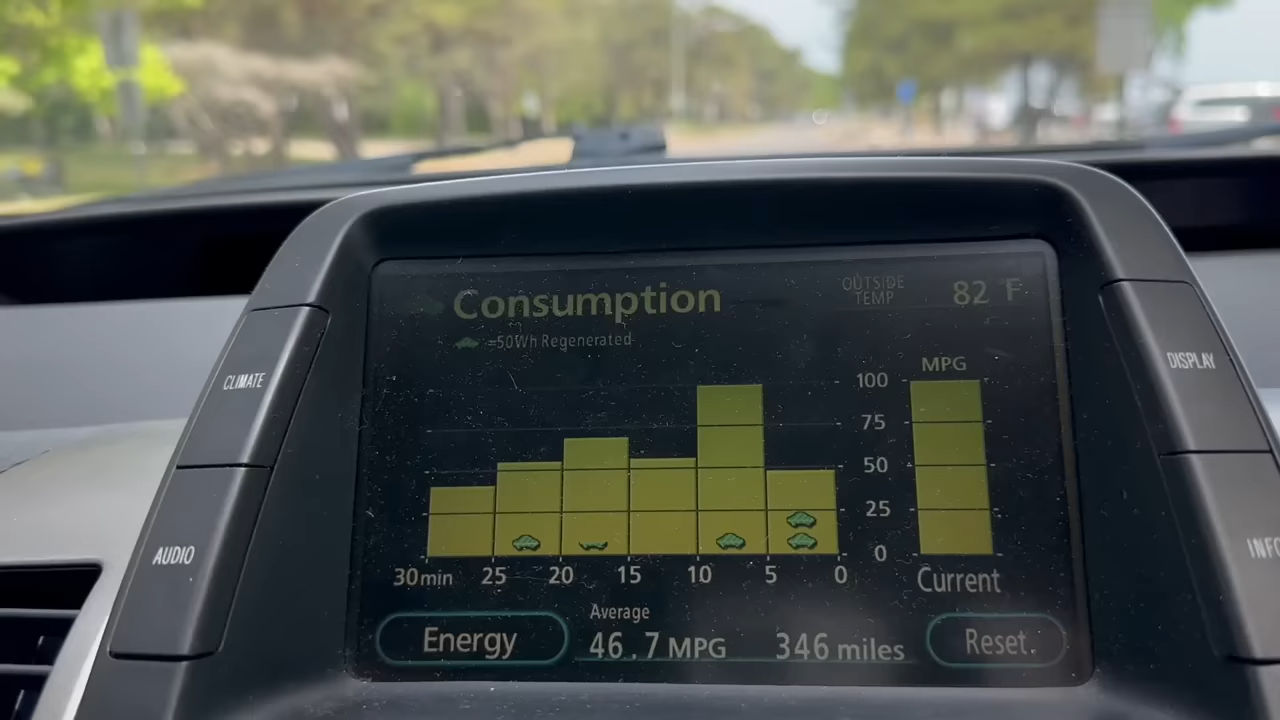 Consumption
OUTSIDE
TEMP
82 F
=50Wh Regenerated
CLIMATE
DISPLAY
MPG
100
75
50
25
0
AUDIO
30min 25 20 15 10 5 0
Current
Average
Energy
46.7 MPG
346 miles
Reset